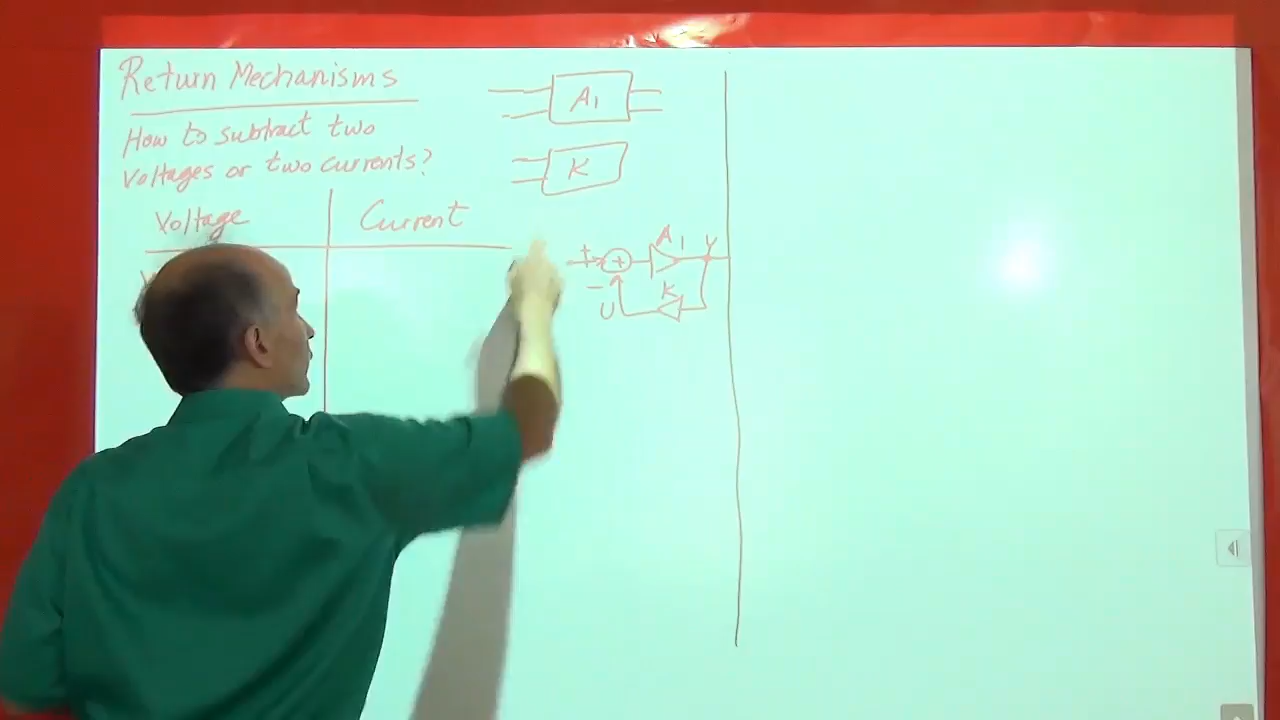 Return Mechanisms
How to subtract two
voltages or two currents?
Voltage Current
A1
K
+ + A1 y
- K
U